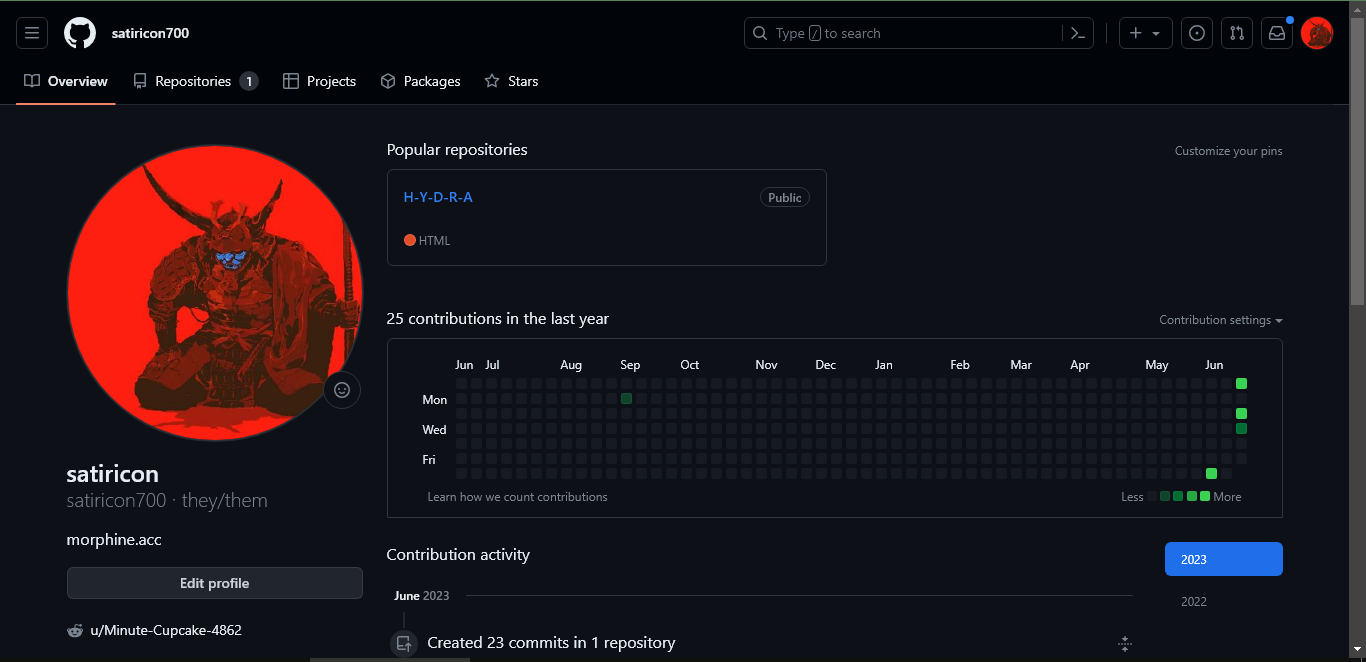 satiricon700
Type / to search
Overview Repositories 1 Projects Packages Stars
Popular repositories
Customize your pins
H-Y-D-R-A
Public
HTML
25 contributions in the last year
Contribution settings
Jun Jul Aug Sep Oct Nov Dec Jan Feb Mar Apr May Jun
Mon
Wed
Fri
Learn how we count contributions
Less More
satiricon
satiricon700 · they/them
morphine.acc
Edit profile
u/Minute-Cupcake-4862
Contribution activity
2023
2022
June 2023
Created 23 commits in 1 repository